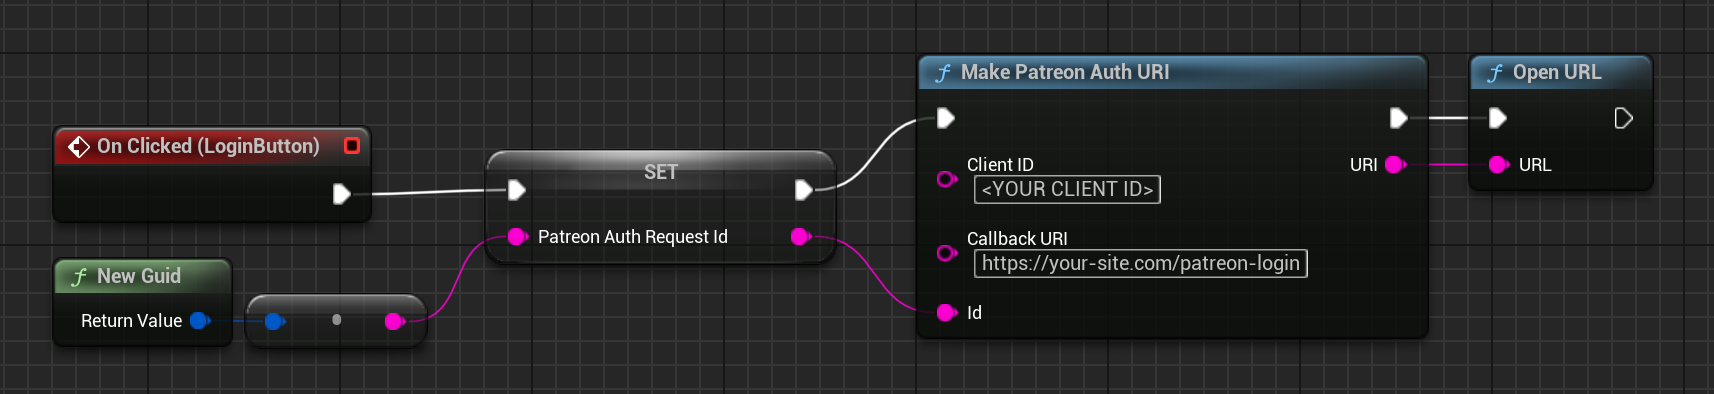 On Clicked (LoginButton)
New Guid
Return Value
SET
Patreon Auth Request Id
f Make Patreon Auth URI
Client ID
<YOUR CLIENT ID>
Callback URI
https://your-site.com/patreon-login
Id
URI
f Open URL
URL